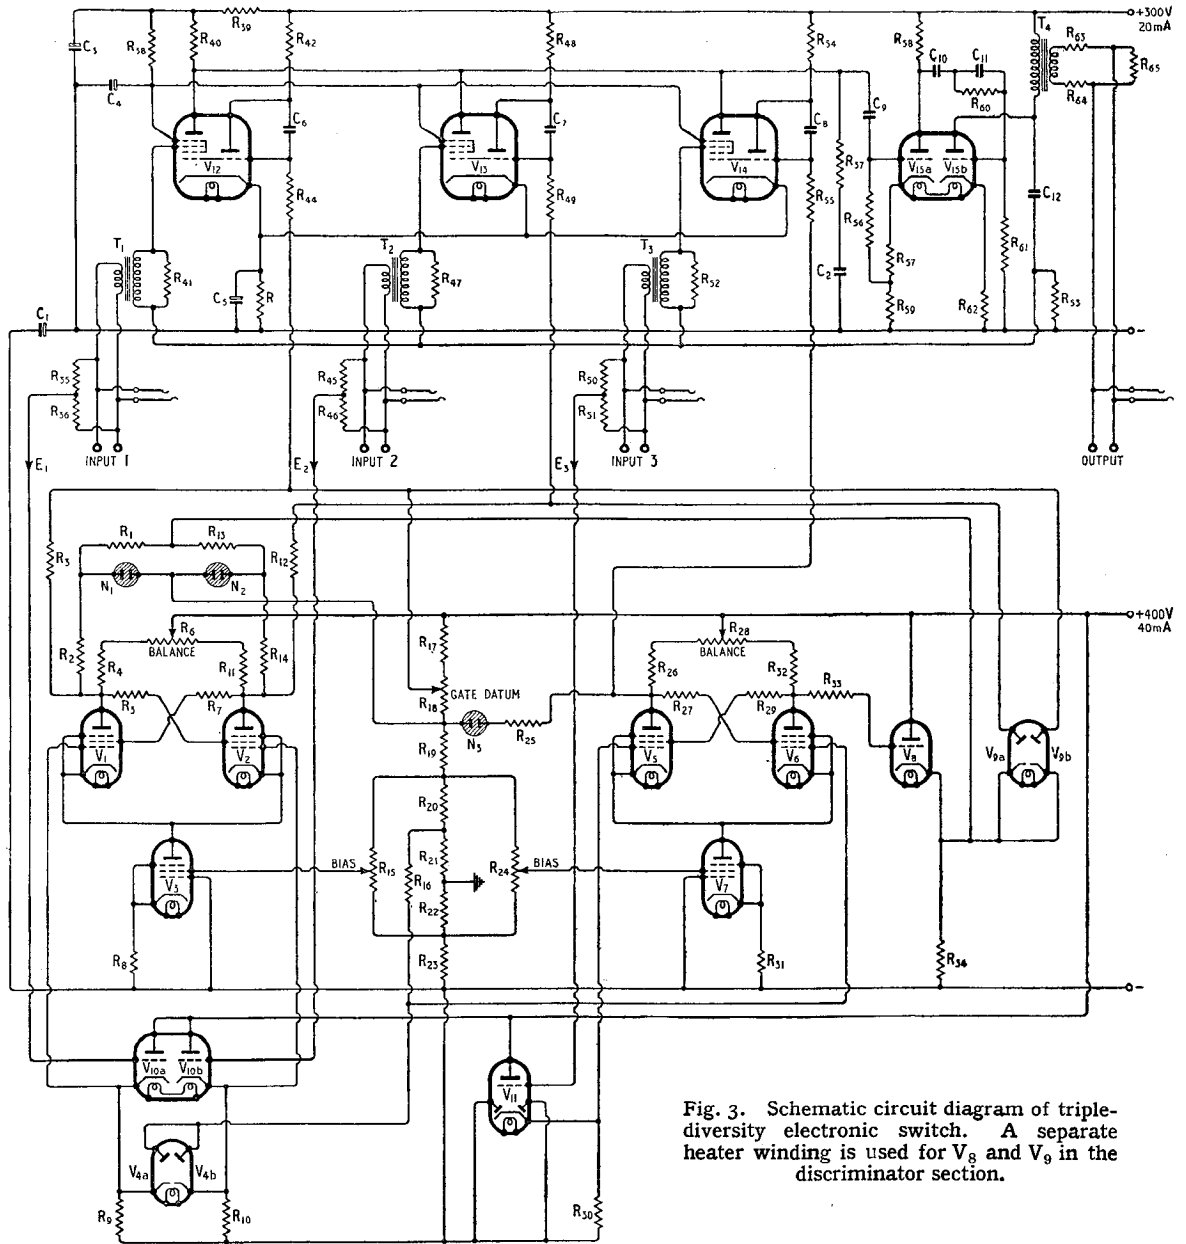 +300V
20mA
R39
T4
C3
R38
R40
R42
R48
R54
R58
R63
C10
C11
R65
R64
C4
R60
C9
C6
C7
C8
V12
V13
V14
R37
V15a
V15b
R44
R49
R55
R56
C12
T1
T2
T3
R61
R41
R47
R52
C2
R57
C5
R
R59
R62
R53
C1
–
R35
R36
R45
R46
R50
R51
E1
INPUT 1
E2
INPUT 2
E3
INPUT 3
OUTPUT
R1
R13
R3
R12
N1
N2
+400V
40mA
R6
BALANCE
R17
R28
BALANCE
R2
R4
R11
R14
R26
R32
R5
R7
R18
GATE DATUM
R27
R29
R33
N3
R25
V1
V2
R19
V5
V6
V8
V9a
V9b
R20
BIAS
R15
R16
R21
R24
BIAS
V3
V7
R22
R8
R23
R31
R34
–
V10a
V10b
V11
V4a
V4b
R9
R10
R30
Fig. 3. Schematic circuit diagram of triple-
diversity electronic switch. A separate
heater winding is used for V8 and V9 in the
discriminator section.